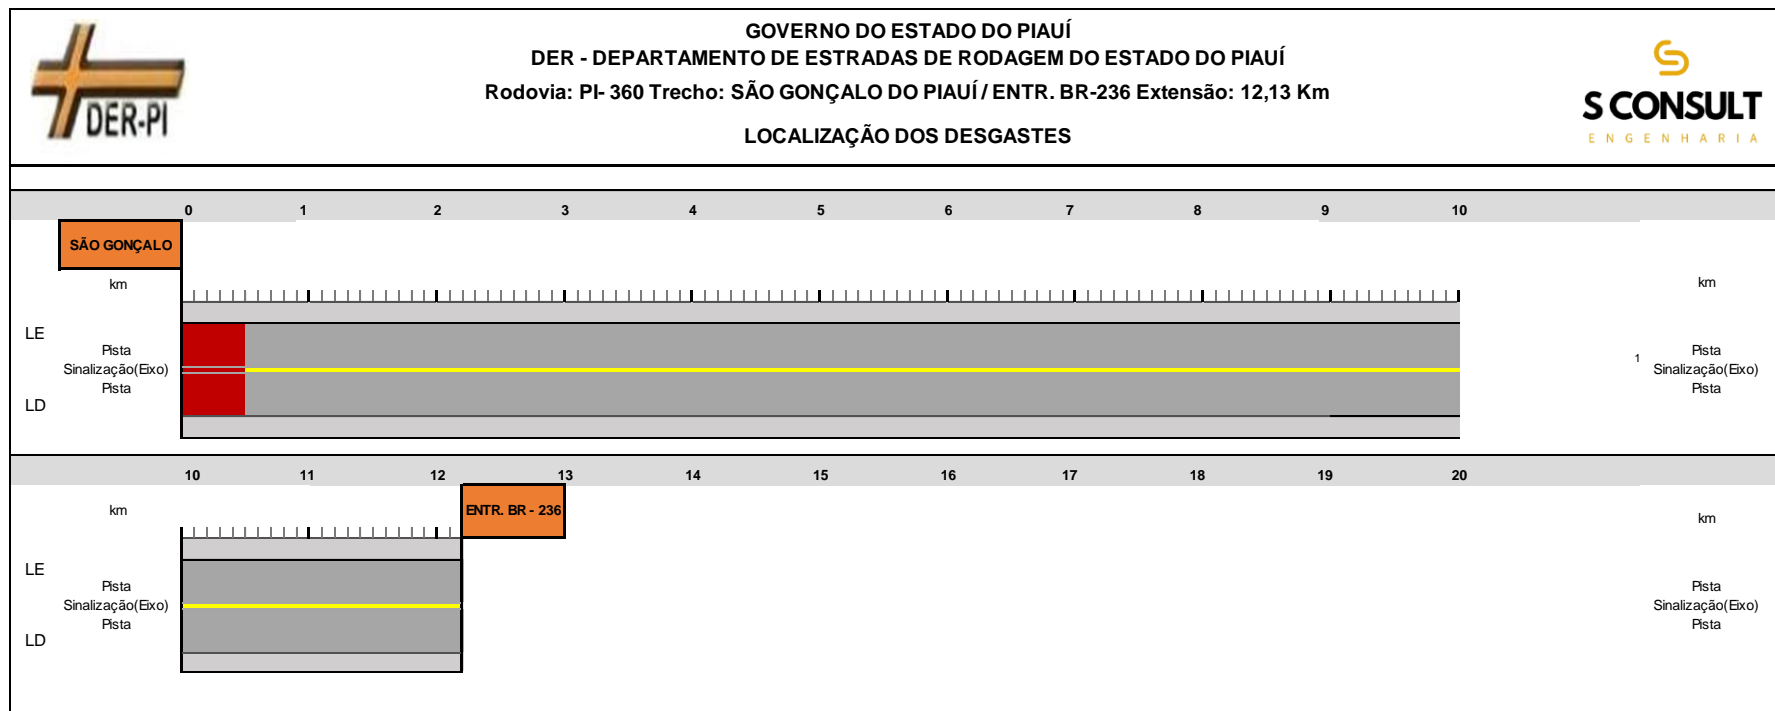 GOVERNO DO ESTADO DO PIAUÍ
DER - DEPARTAMENTO DE ESTRADAS DE RODAGEM DO ESTADO DO PIAUÍ
Rodovia: PI- 360 Trecho: SÃO GONÇALO DO PIAUÍ / ENTR. BR-236 Extensão: 12,13 Km
LOCALIZAÇÃO DOS DESGASTES
DER-PI
S CONSULT
ENGENHARIA
0 1 2 3 4 5 6 7 8 9 10
SÃO GONÇALO
km km
LE
Pista 1 Pista
Sinalização(Eixo) Sinalização(Eixo)
Pista Pista
LD
10 11 12 13 14 15 16 17 18 19 20
ENTR. BR - 236
km km
LE
Pista Pista
Sinalização(Eixo) Sinalização(Eixo)
Pista Pista
LD